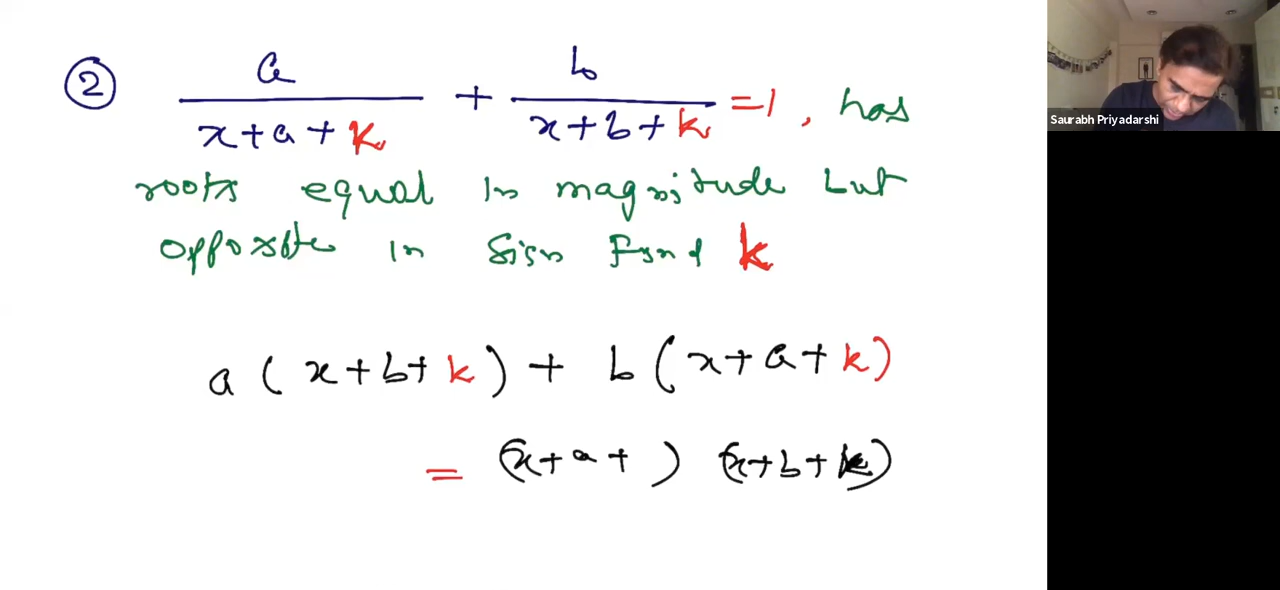 ② a/(x+a+k) + b/(x+b+k) =1 , has
roots equal in magnitude but
opposite in sign Find k
a ( x+b+ k ) + b ( x+a+ k )
= (x+a+ ) (x+b+k)
Saurabh Priyadarshi